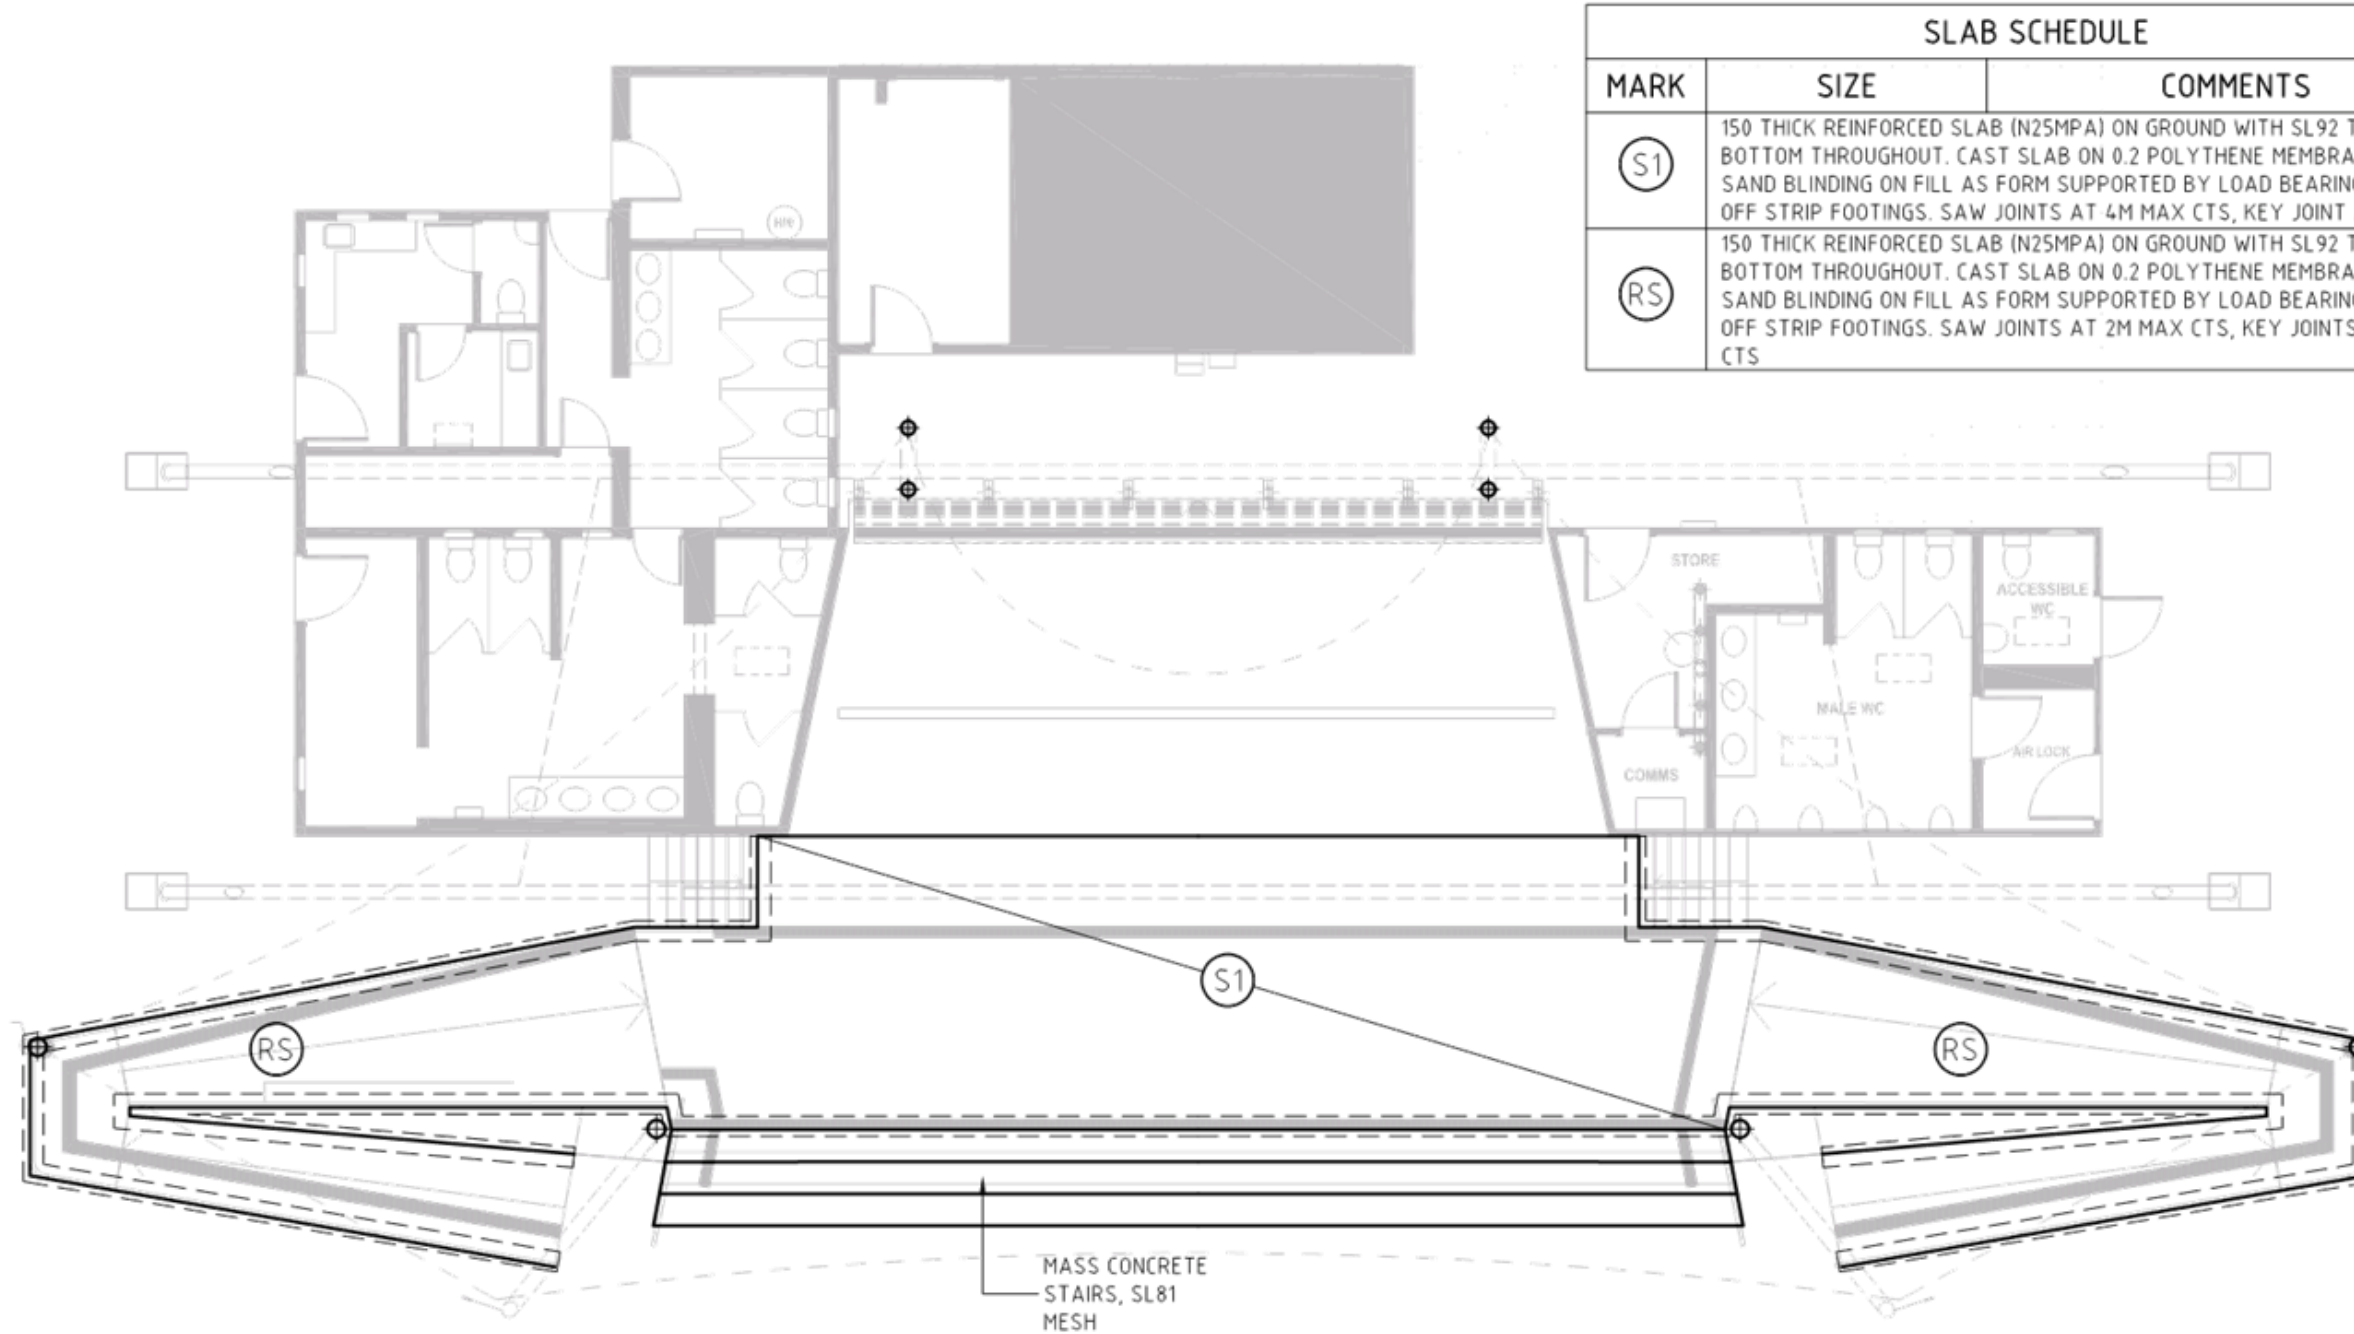 SLAB SCHEDULE
MARK SIZE COMMENTS
S1
150 THICK REINFORCED SLAB (N25MPA) ON GROUND WITH SL92
BOTTOM THROUGHOUT. CAST SLAB ON 0.2 POLYTHENE
SAND BLINDING ON FILL AS FORM SUPPORTED BY LOAD
OFF STRIP FOOTINGS. SAW JOINTS AT 4M MAX CTS, KEY JOINT
RS
150 THICK REINFORCED SLAB (N25MPA) ON GROUND WITH SL92
BOTTOM THROUGHOUT. CAST SLAB ON 0.2 POLYTHENE
SAND BLINDING ON FILL AS FORM SUPPORTED BY LOAD
OFF STRIP FOOTINGS. SAW JOINTS AT 2M MAX CTS, KEY JOINTS
CTS
STORE
ACCESSIBLE
WC
MALE WC
AIR LOCK
COMMS
S1
RS
RS
MASS CONCRETE
STAIRS, SL81
MESH